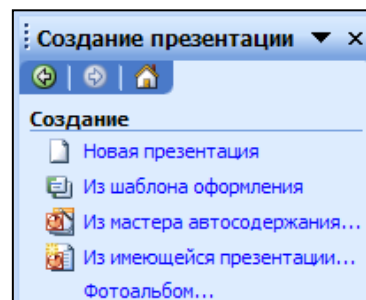 Создание презентации
Создание
Новая презентация
Из шаблона оформления
Из мастера автосодержания...
Из имеющейся презентации...
Фотоальбом...